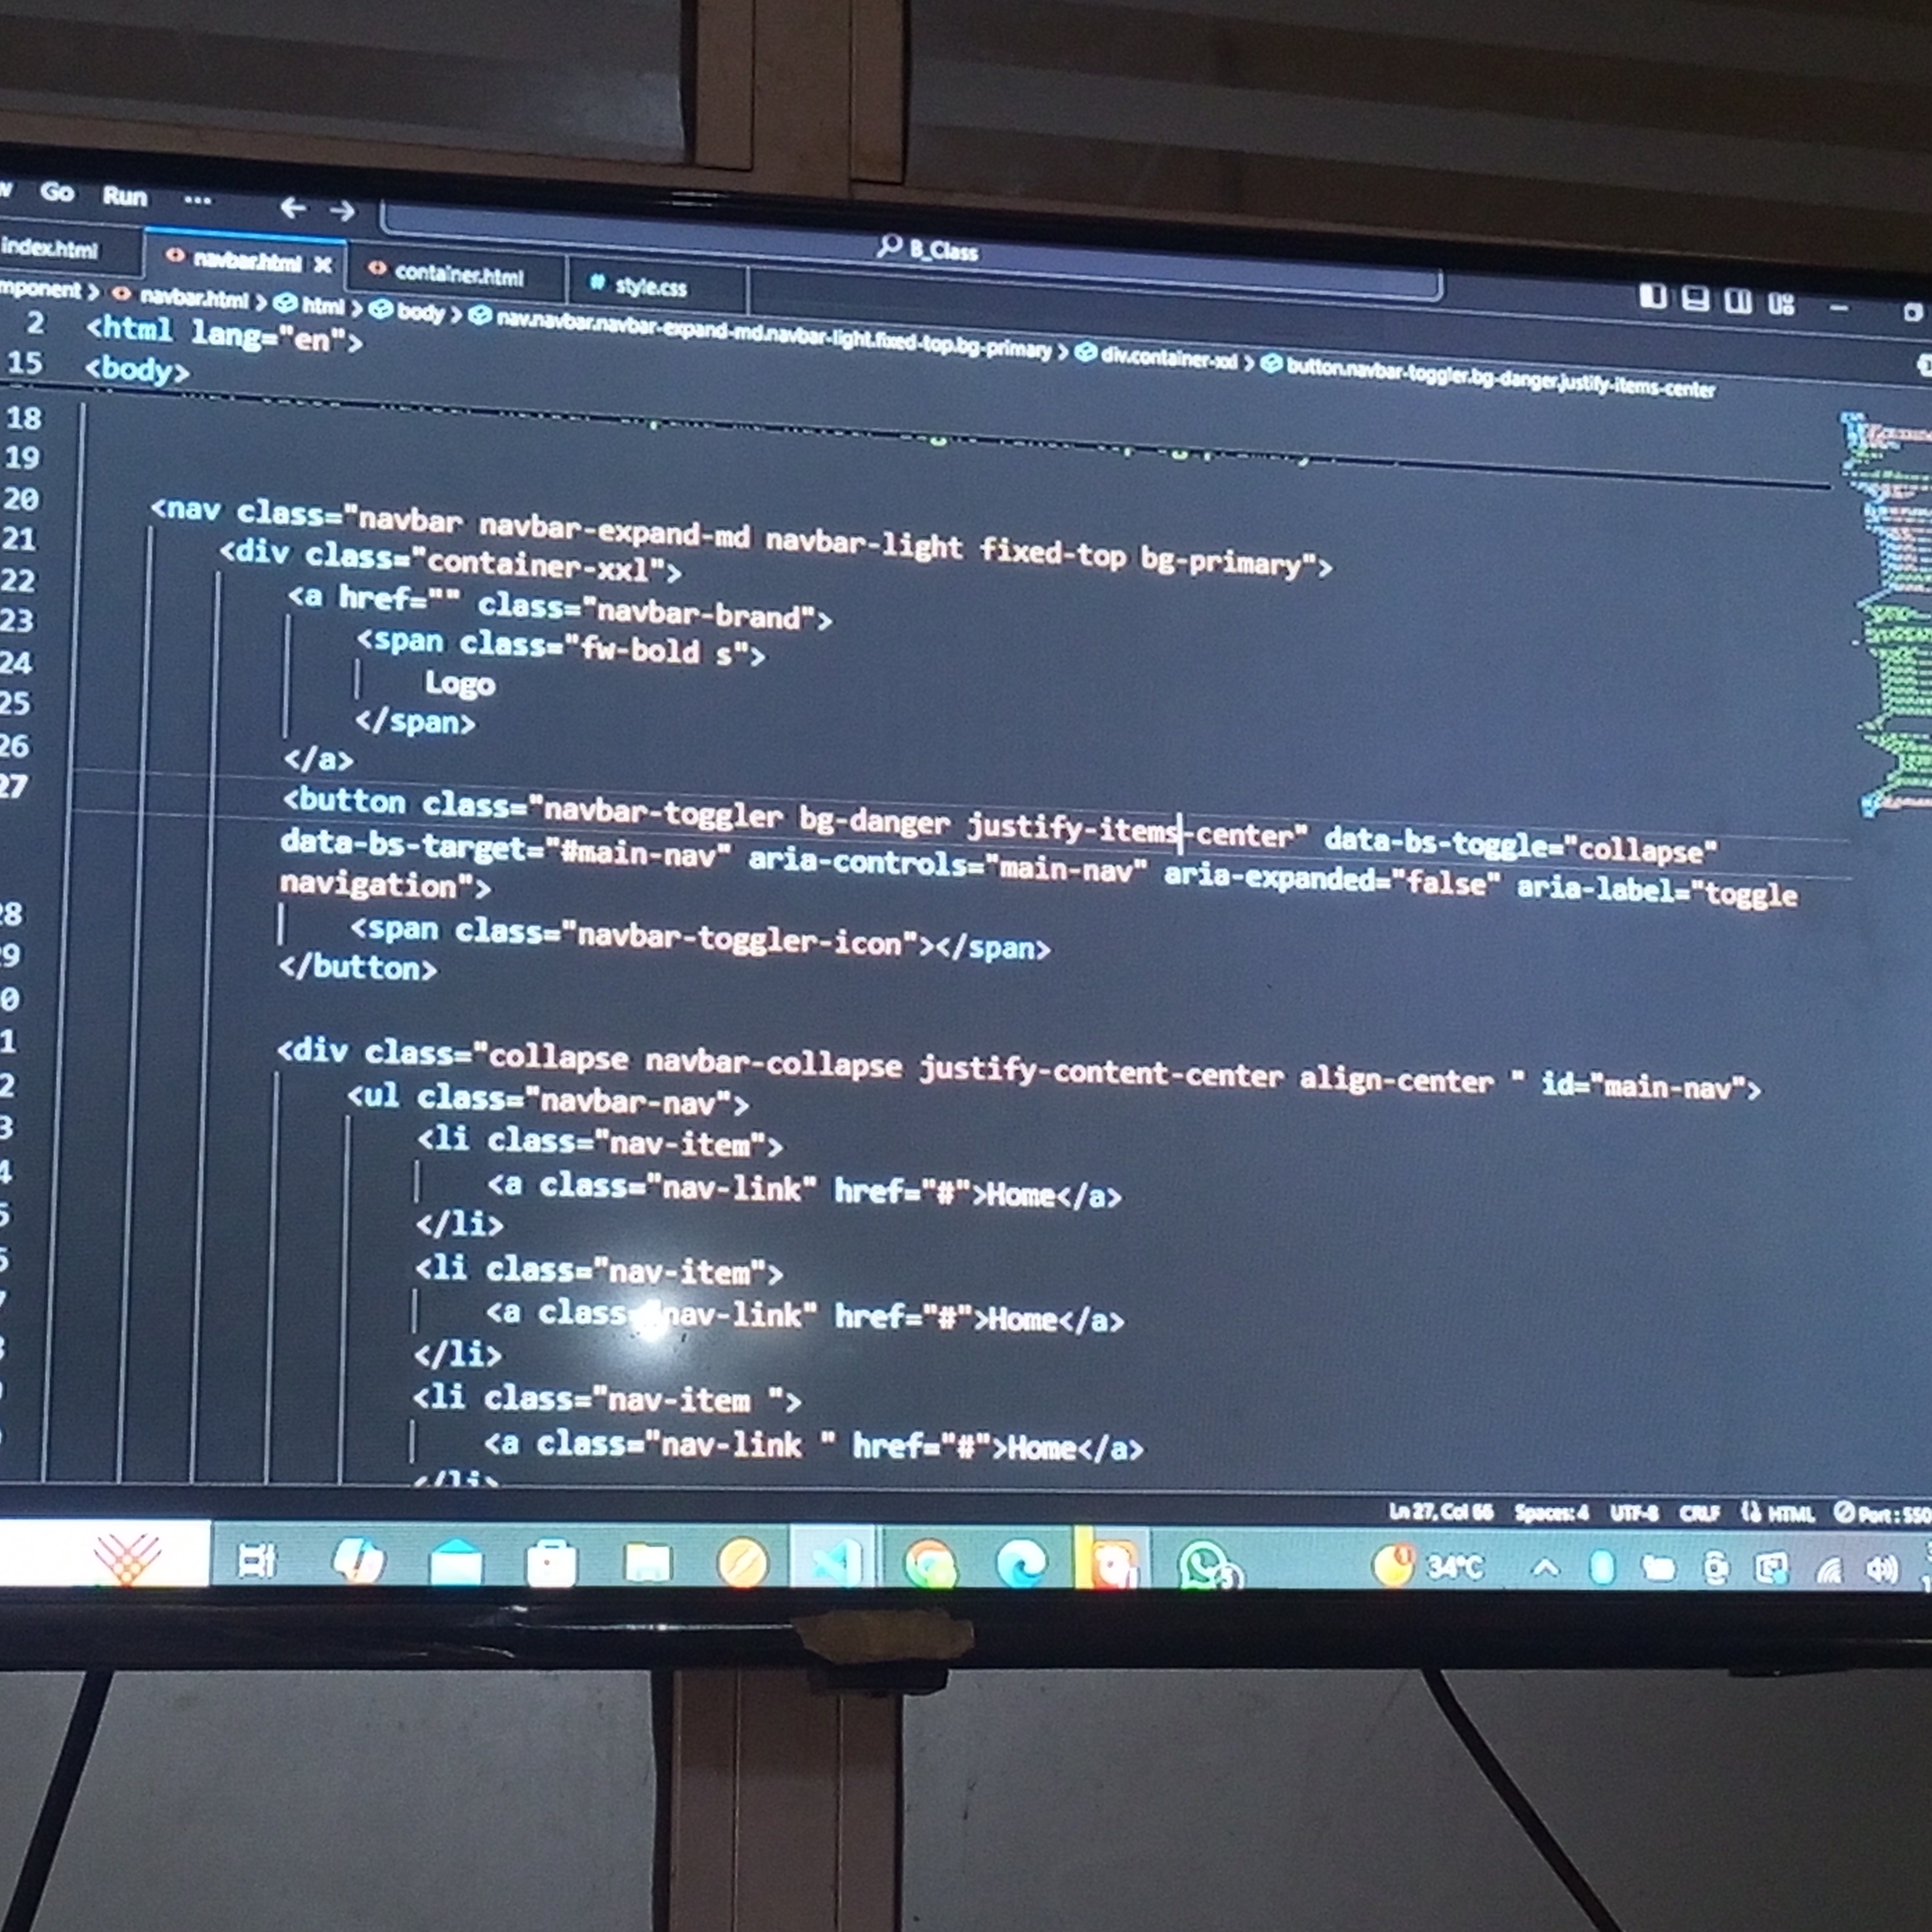 Go Run ... ← →
B_Class
index.html navbar.html × container.html style.css
mponent > navbar.html > html > body > nav.navbar.navbar-expand-md.navbar-light.fixed-top.bg-primary > div.container-xxl > button.navbar-toggler.bg-danger.justify-items-center
2 <html lang="en">
15 <body>
18
19
20 <nav class="navbar navbar-expand-md navbar-light fixed-top bg-primary">
21 <div class="container-xxl">
22 <a href="" class="navbar-brand">
23 <span class="fw-bold s">
24 Logo
25 </span>
26 </a>
27 <button class="navbar-toggler bg-danger justify-items-center" data-bs-toggle="collapse"
data-bs-target="#main-nav" aria-controls="main-nav" aria-expanded="false" aria-label="toggle
navigation">
8 <span class="navbar-toggler-icon"></span>
9 </button>
0
1 <div class="collapse navbar-collapse justify-content-center align-center " id="main-nav">
2 <ul class="navbar-nav">
3 <li class="nav-item">
4 <a class="nav-link" href="#">Home</a>
5 </li>
6 <li class="nav-item">
<a class= nav-link" href="#">Home</a>
</li>
<li class="nav-item ">
<a class="nav-link " href="#">Home</a>
</li>
Ln 27, Col 66 Spaces: 4 UTF-8 CRLF HTML Port : 550
34°C